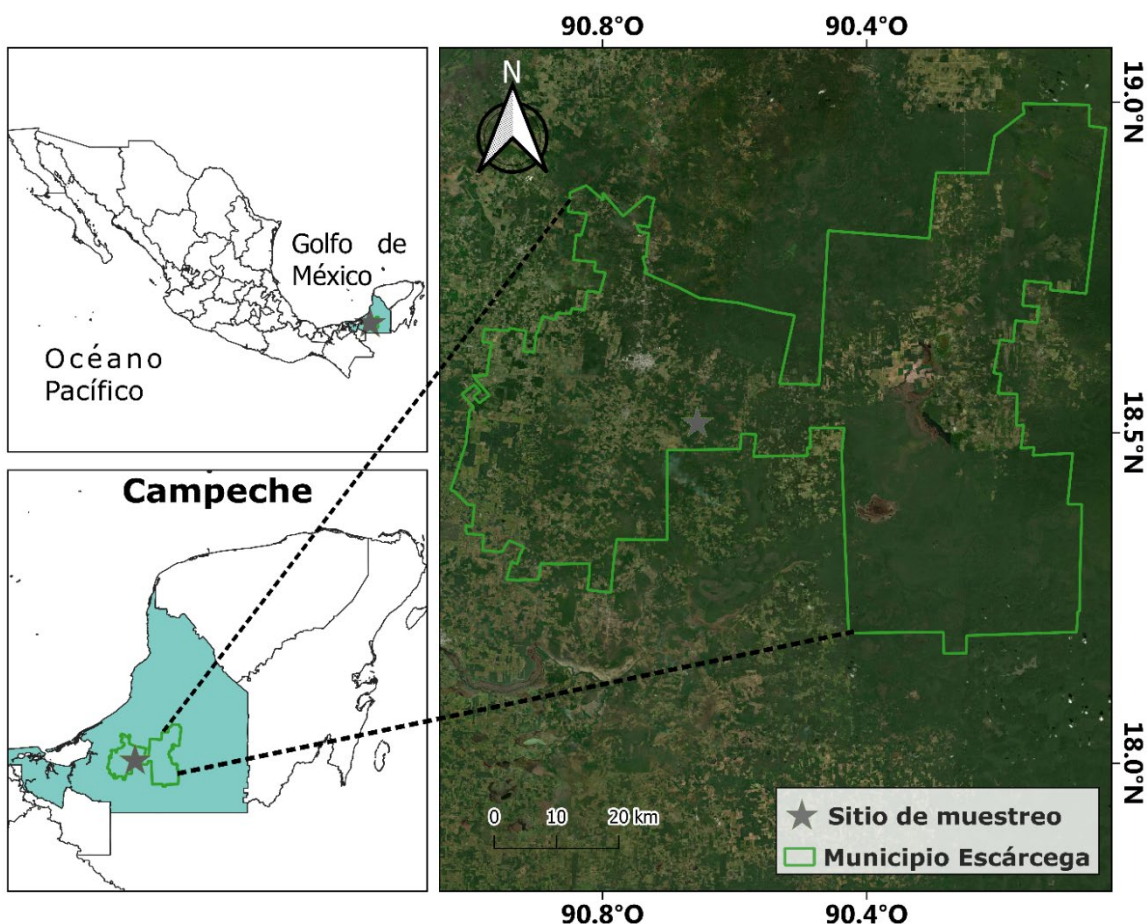 Golfo de
México
Océano
Pacífico
Campeche
90.8°O
90.4°O
N
19.0°N
18.5°N
18.0°N
0 10 20 km
Sitio de muestreo
Municipio Escárcega
90.8°O
90.4°O